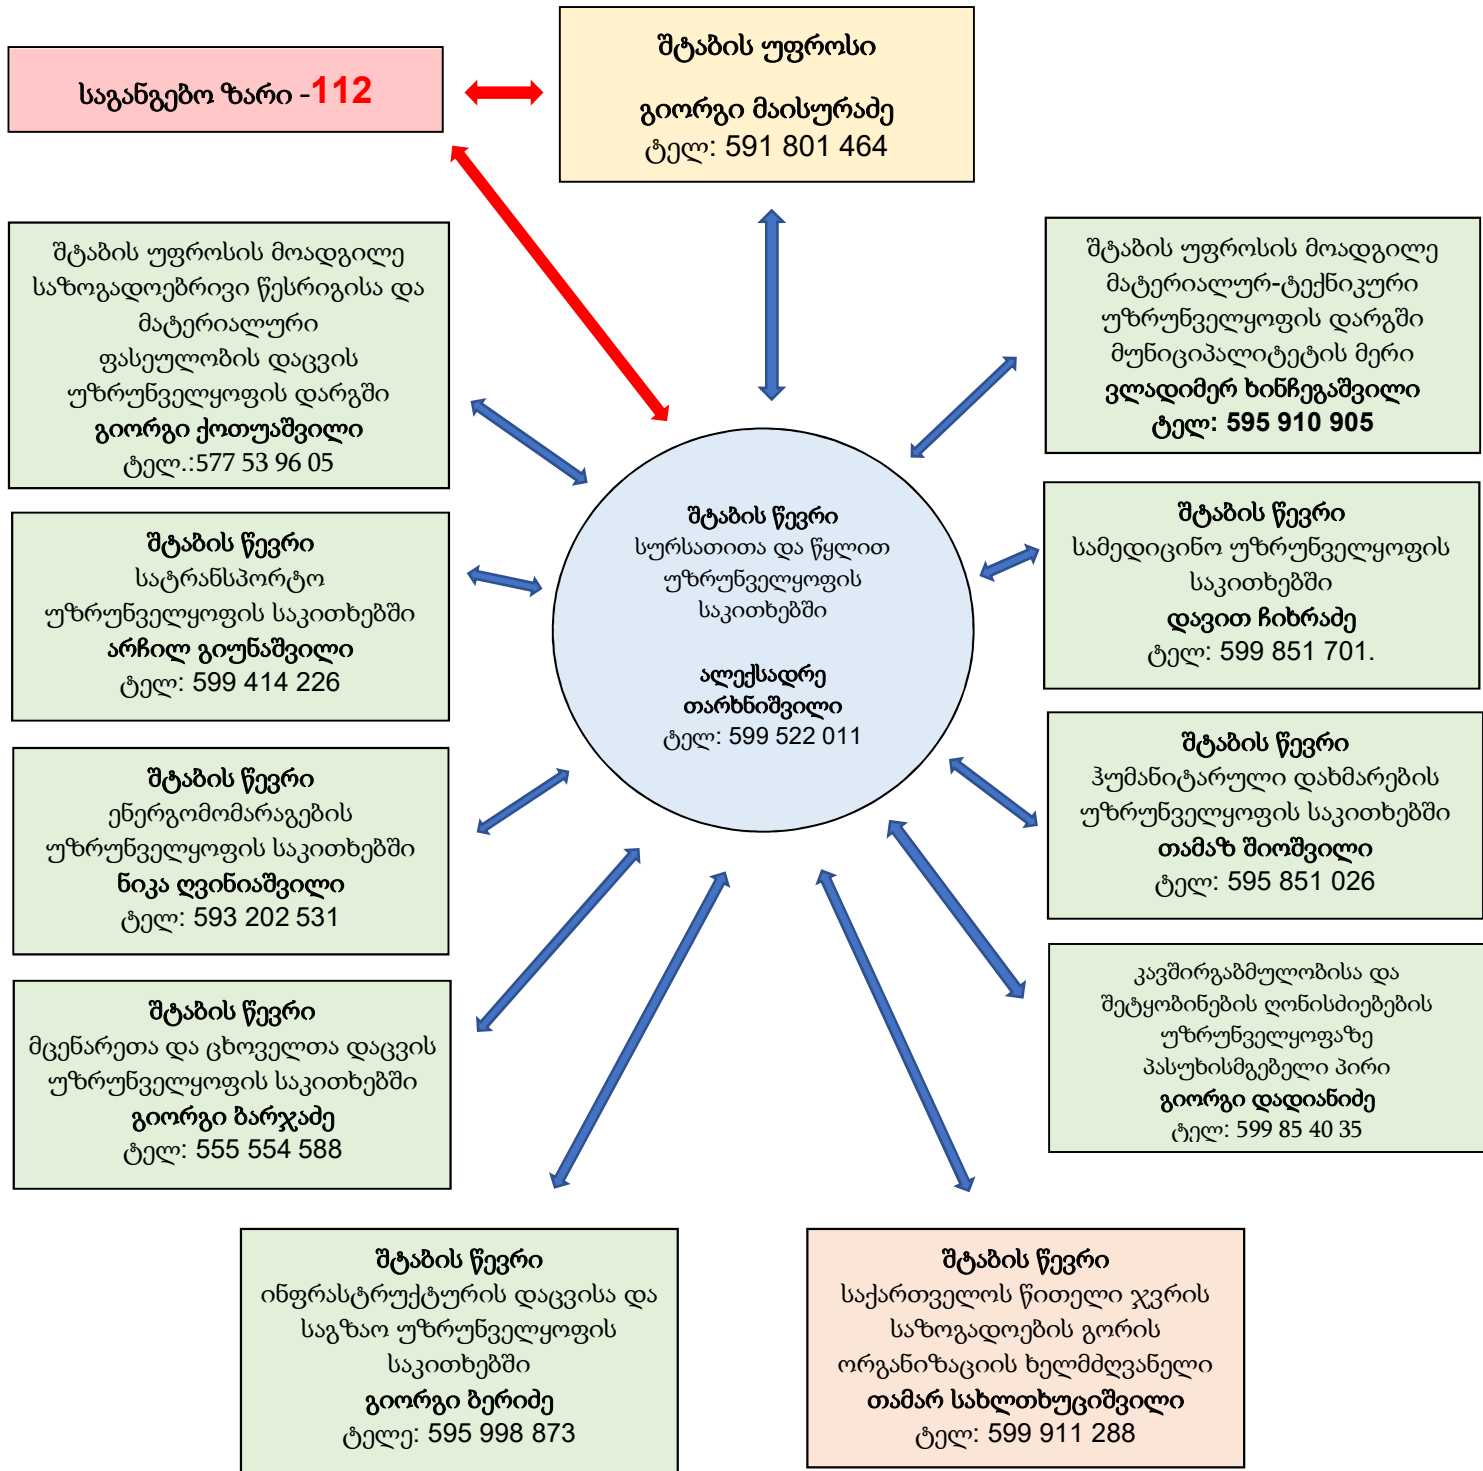 საგანგებო ზარი -112
შტაბის უფროსი
გიორგი მაისურაძე
ტელ: 591 801 464
შტაბის უფროსის მოადგილე
საზოგადოებრივი წესრიგისა და
მატერიალური
ფასეულობის დაცვის
უზრუნველყოფის დარგში
გიორგი ქოთუაშვილი
ტელ.:577 53 96 05
შტაბის უფროსის მოადგილე
მატერიალურ-ტექნიკური
უზრუნველყოფის დარგში
მუნიციპალიტეტის მერი
ვლადიმერ ხინჩეგაშვილი
ტელ: 595 910 905
შტაბის წევრი
სურსათითა და წყლით
უზრუნველყოფის
საკითხებში
ალექსადრე
თარხნიშვილი
ტელ: 599 522 011
შტაბის წევრი
სატრანსპორტო
უზრუნველყოფის საკითხებში
არჩილ გიუნაშვილი
ტელ: 599 414 226
შტაბის წევრი
სამედიცინო უზრუნველყოფის
საკითხებში
დავით ჩიხრაძე
ტელ: 599 851 701.
შტაბის წევრი
ენერგომომარაგების
უზრუნველყოფის საკითხებში
ნიკა ღვინიაშვილი
ტელ: 593 202 531
შტაბის წევრი
ჰუმანიტარული დახმარების
უზრუნველყოფის საკითხებში
თამაზ შიოშვილი
ტელ: 595 851 026
შტაბის წევრი
მცენარეთა და ცხოველთა დაცვის
უზრუნველყოფის საკითხებში
გიორგი ბარჯაძე
ტელ: 555 554 588
კავშირგაბმულობისა და
შეტყობინების ღონისძიებების
უზრუნველყოფაზე
პასუხისმგებელი პირი
გიორგი დადიანიძე
ტელ: 599 85 40 35
შტაბის წევრი
ინფრასტრუქტურის დაცვისა და
საგზაო უზრუნველყოფის
საკითხებში
გიორგი ბერიძე
ტელე: 595 998 873
შტაბის წევრი
საქართველოს წითელი ჯვრის
საზოგადოების გორის
ორგანიზაციის ხელმძღვანელი
თამარ სახლთხუციშვილი
ტელ: 599 911 288